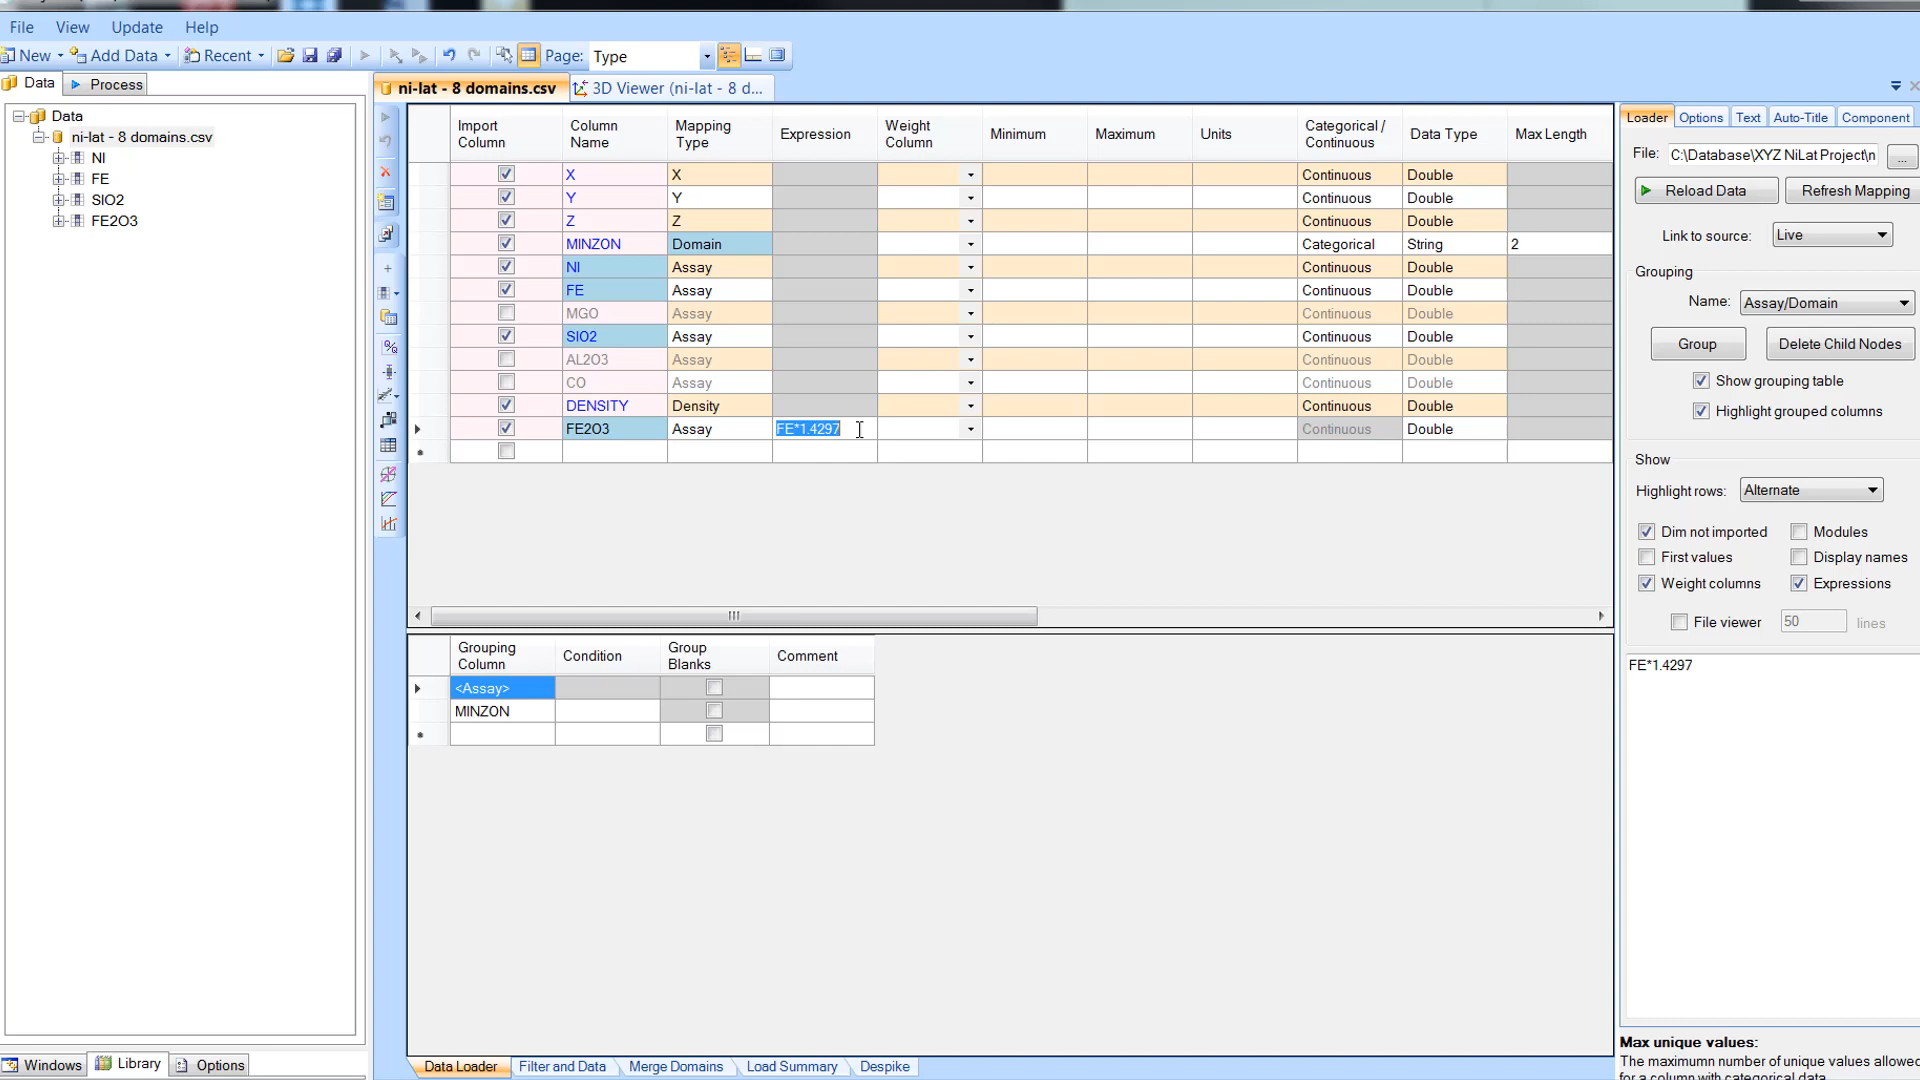 File View Update Help
New Add Data Recent Page: Type
Data Process
Data
ni-lat - 8 domains.csv
NI
FE
SIO2
FE2O3
Windows Library Options
ni-lat - 8 domains.csv 3D Viewer (ni-lat - 8 d...
Import Column Column Name Mapping Type Expression Weight Column Minimum Maximum Units Categorical / Continuous Data Type Max Length
X X Continuous Double
Y Y Continuous Double
Z Z Continuous Double
MINZON Domain Categorical String 2
NI Assay Continuous Double
FE Assay Continuous Double
MGO Assay Continuous Double
SIO2 Assay Continuous Double
AL2O3 Assay Continuous Double
CO Assay Continuous Double
DENSITY Density Continuous Double
FE2O3 Assay FE*1.4297 Continuous Double
Grouping Column Condition Group Blanks Comment
<Assay>
MINZON
Data Loader Filter and Data Merge Domains Load Summary Despike
Loader Options Text Auto-Title Component
File: C:\Database\XYZ NiLat Project\n ...
Reload Data Refresh Mapping
Link to source: Live
Grouping
Name: Assay/Domain
Group Delete Child Nodes
Show grouping table
Highlight grouped columns
Show
Highlight rows: Alternate
Dim not imported Modules
First values Display names
Weight columns Expressions
File viewer 50 lines
FE*1.4297
Max unique values:
The maximumn number of unique values allowed
for a column with categorical data